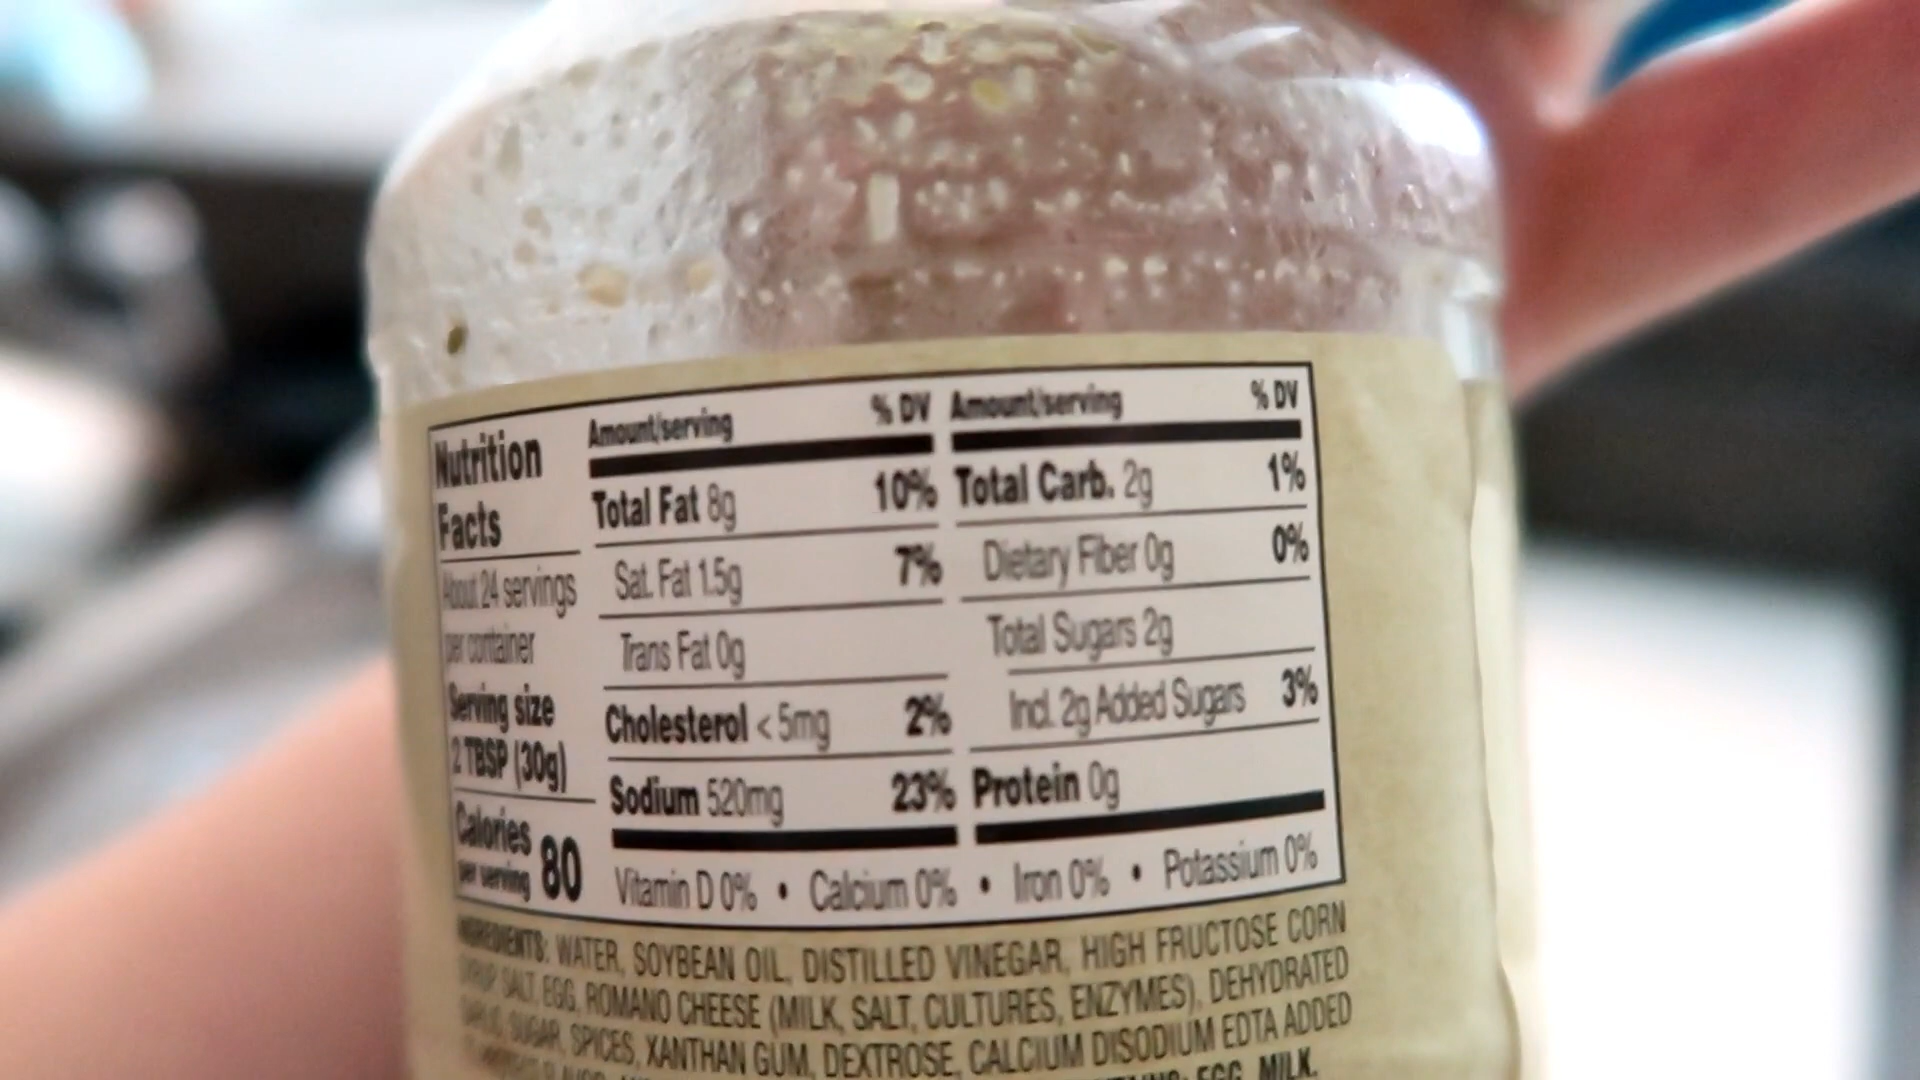 Nutrition
Facts
About 24 servings
per container
Serving size
2 TBSP (30g)
Calories
per serving 80
Amount/serving % DV
Total Fat 8g 10%
Sat. Fat 1.5g 7%
Trans Fat 0g
Cholesterol < 5mg 2%
Sodium 520mg 23%
Amount/serving % DV
Total Carb. 2g 1%
Dietary Fiber 0g 0%
Total Sugars 2g
Incl. 2g Added Sugars 3%
Protein 0g
Vitamin D 0% • Calcium 0% • Iron 0% • Potassium 0%
INGREDIENTS: WATER, SOYBEAN OIL, DISTILLED VINEGAR, HIGH FRUCTOSE CORN
SYRUP, SALT, EGG, ROMANO CHEESE (MILK, SALT, CULTURES, ENZYMES), DEHYDRATED
GARLIC, SUGAR, SPICES, XANTHAN GUM, DEXTROSE, CALCIUM DISODIUM EDTA ADDED
EGG, MILK.